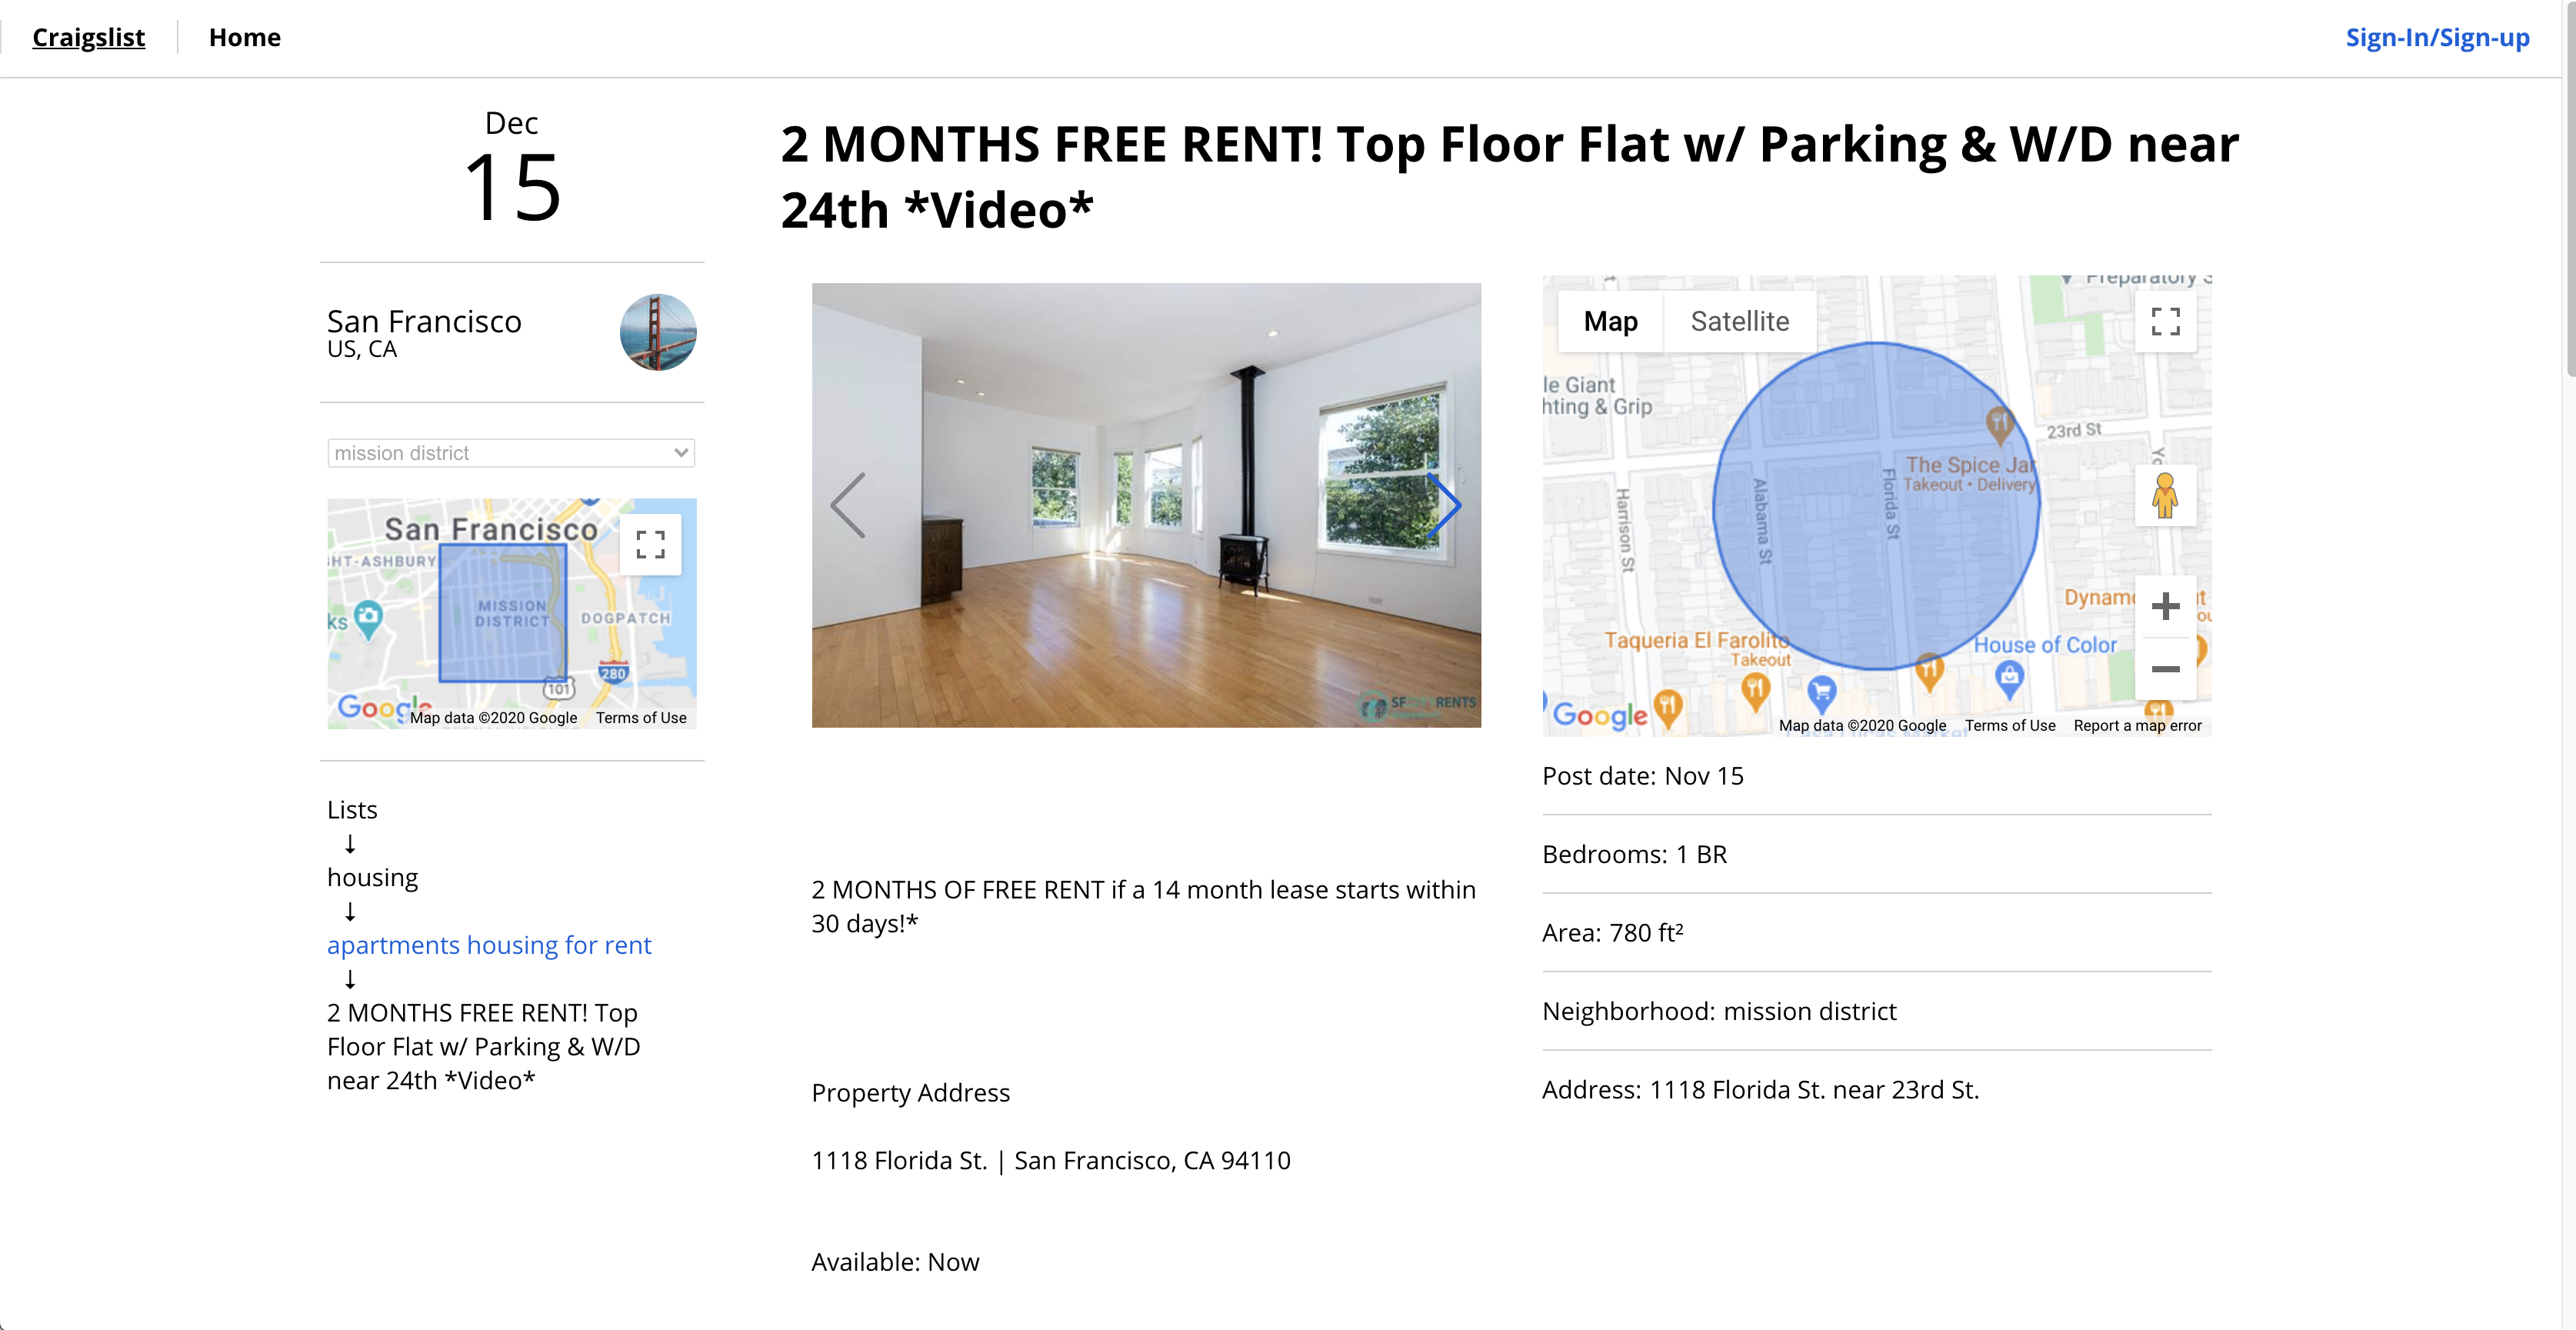 Craigslist
Home
Sign-In/Sign-up
Dec
15
San Francisco
US, CA
mission district
San Francisco
HT-ASHBURY
MISSION
DISTRICT
DOGPATCH
ks
280
101
Google
Map data ©2020 Google
Terms of Use
Lists
↓
housing
↓
apartments housing for rent
↓
2 MONTHS FREE RENT! Top
Floor Flat w/ Parking & W/D
near 24th *Video*
2 MONTHS FREE RENT! Top Floor Flat w/ Parking & W/D near
24th *Video*
RENTS
2 MONTHS OF FREE RENT if a 14 month lease starts within
30 days!*
Property Address
1118 Florida St. | San Francisco, CA 94110
Available: Now
Preparatory S
Map
Satellite
le Giant
hting & Grip
23rd St
Yo
The Spice Jar
Takeout • Delivery
Harrison St
Alabama St
Florida St
Dynamo
ut
Taqueria El Farolito
Takeout
House of Color
Google
Map data ©2020 Google
Terms of Use
Report a map error
Post date: Nov 15
Bedrooms: 1 BR
Area: 780 ft²
Neighborhood: mission district
Address: 1118 Florida St. near 23rd St.